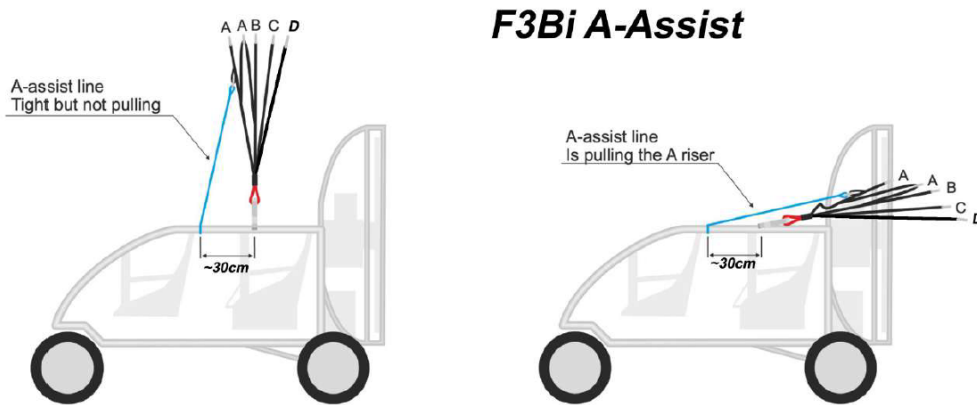 F3Bi A-Assist
A A B C D
A-assist line
Tight but not pulling
~30cm
A-assist line
Is pulling the A riser
A
A
B
C
D
~30cm